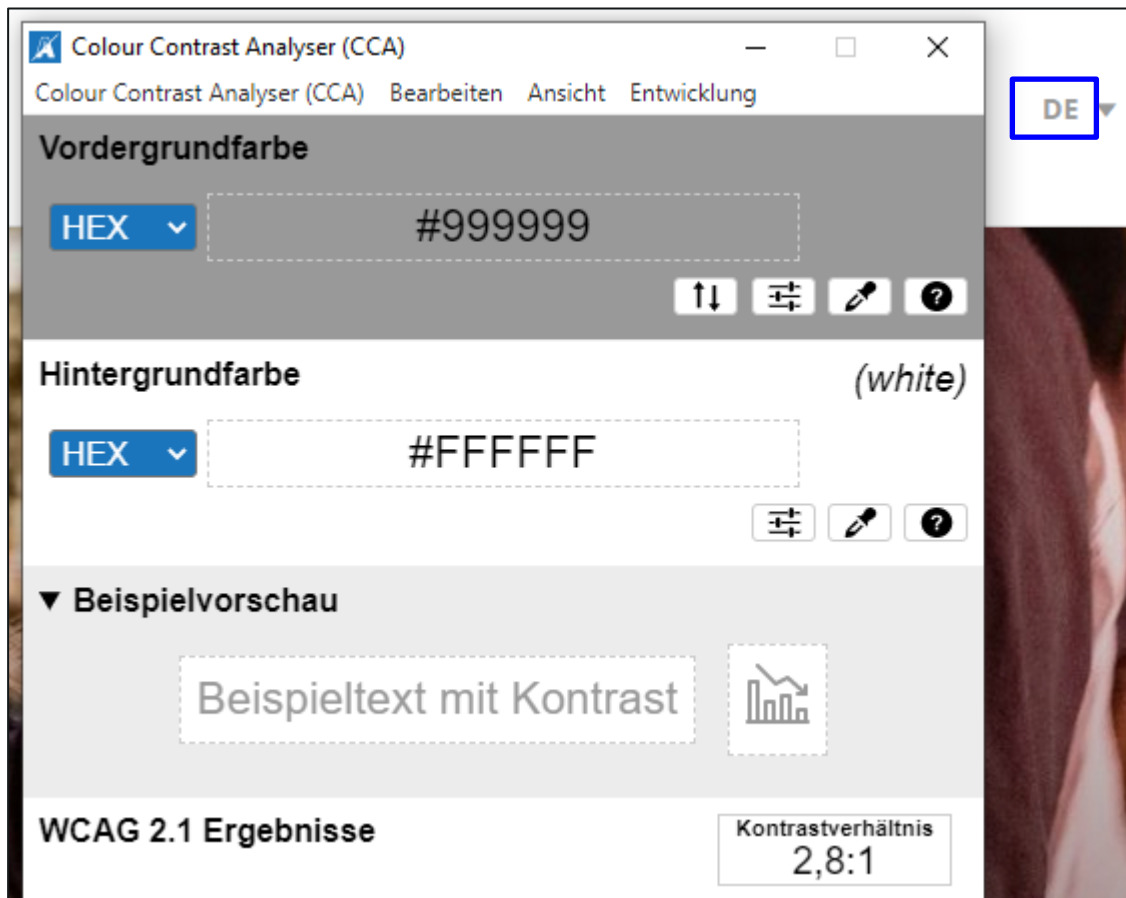 Colour Contrast Analyser (CCA)
Colour Contrast Analyser (CCA) Bearbeiten Ansicht Entwicklung
DE
Vordergrundfarbe
HEX #999999
Hintergrundfarbe (white)
HEX #FFFFFF
Beispielvorschau
Beispieltext mit Kontrast
WCAG 2.1 Ergebnisse
Kontrastverhältnis
2,8:1